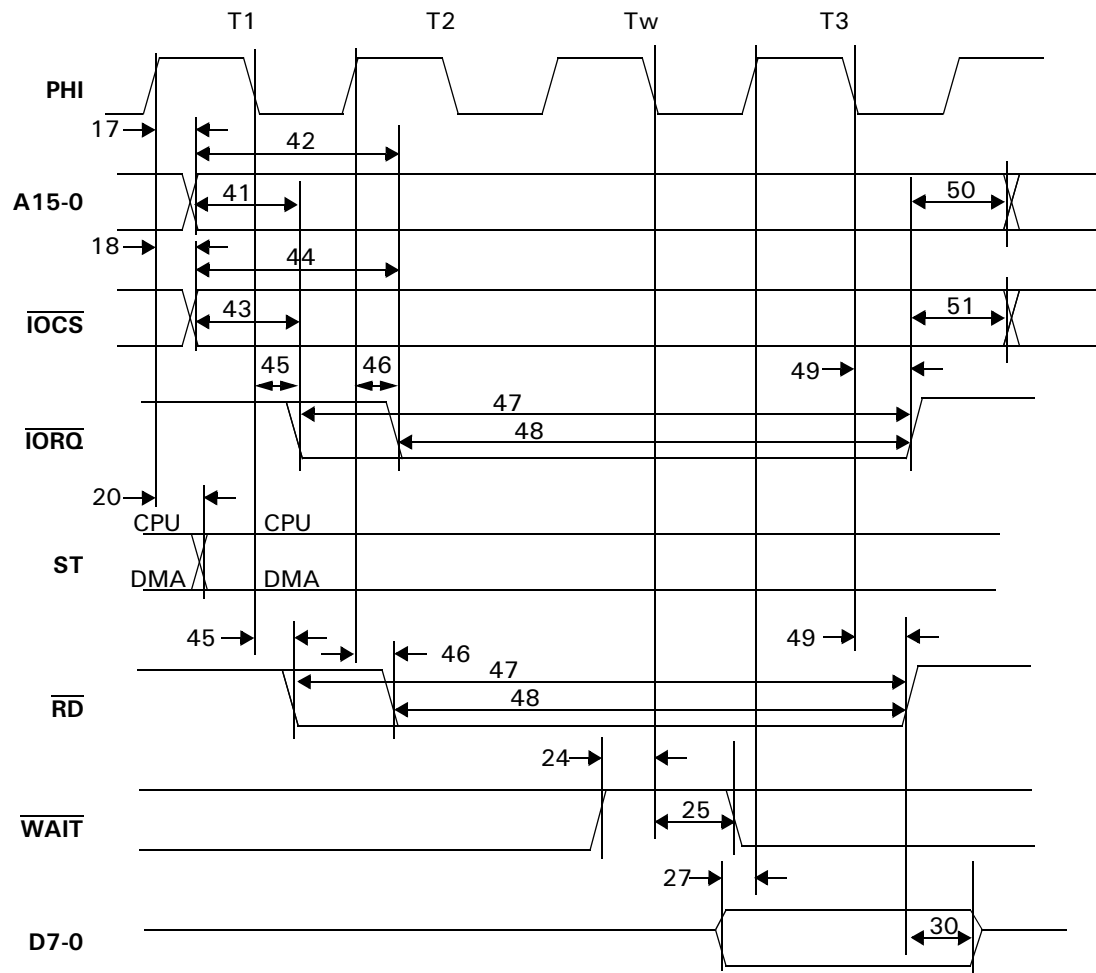 T1 T2 Tw T3
PHI
17
42
A15-0
41
50
18
44
IOCS
43
51
45 46
49
47
IORQ
48
20
CPU CPU
ST
DMA DMA
45
49
46
47
RD
48
24
WAIT
25
27
30
D7-0